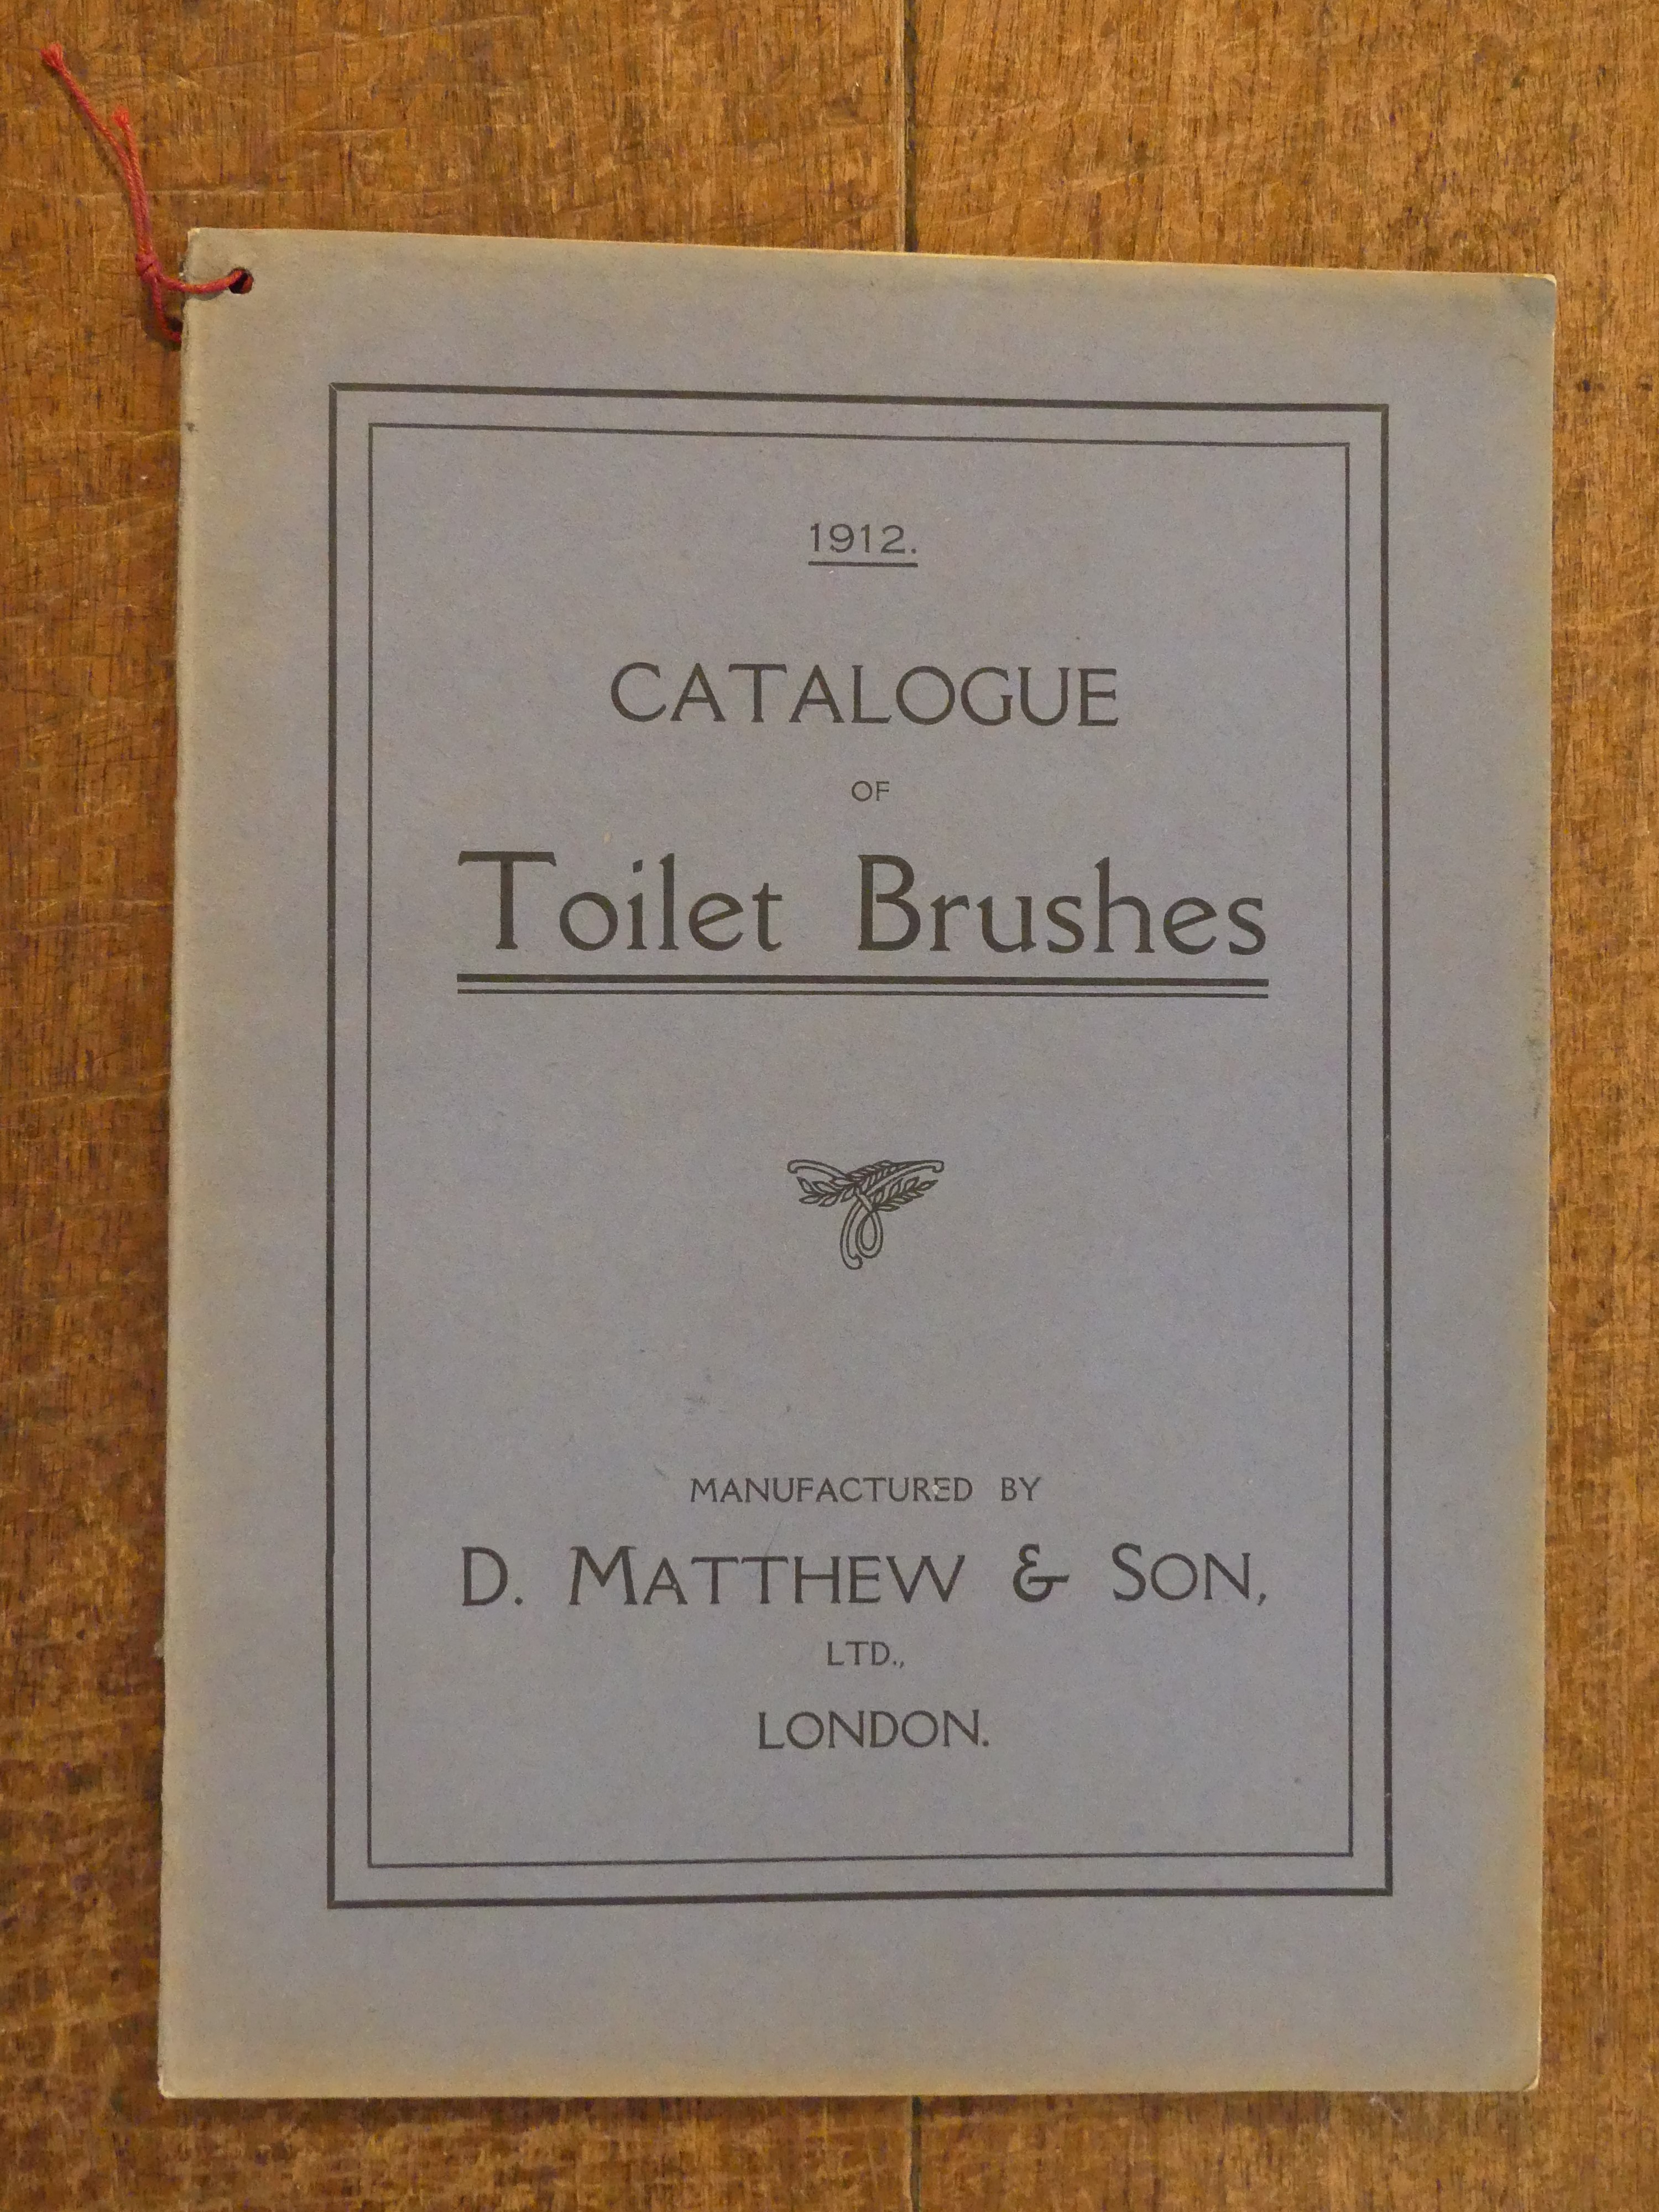 1912.
CATALOGUE
OF
Toilet Brushes
MANUFACTURED BY
D. MATTHEW & SON,
LTD.,
LONDON.